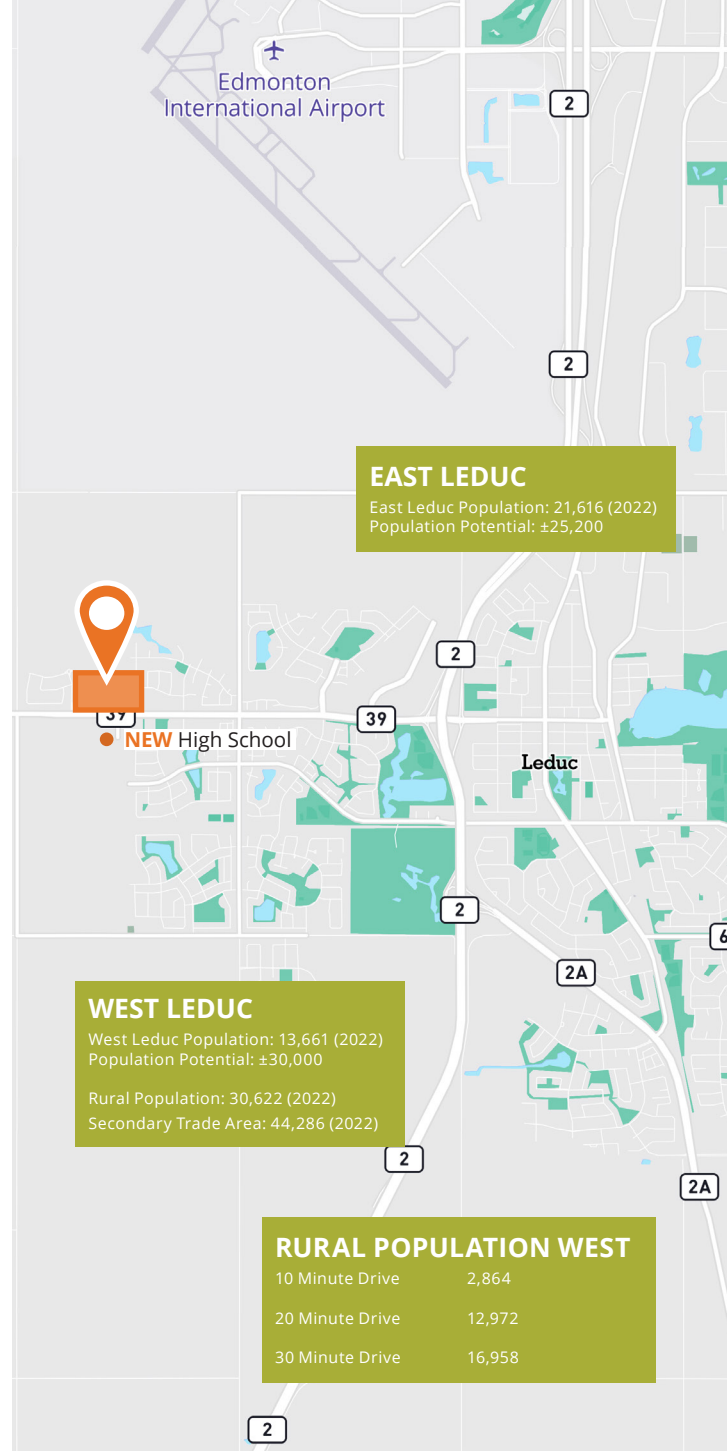 Edmonton
International Airport
2
2
EAST LEDUC
East Leduc Population: 21,616 (2022)
Population Potential: ±25,200
2
39
39
NEW High School
Leduc
2
2A
6
WEST LEDUC
West Leduc Population: 13,661 (2022)
Population Potential: ±30,000
Rural Population: 30,622 (2022)
Secondary Trade Area: 44,286 (2022)
2
2A
RURAL POPULATION WEST
10 Minute Drive 2,864
20 Minute Drive 12,972
30 Minute Drive 16,958
2